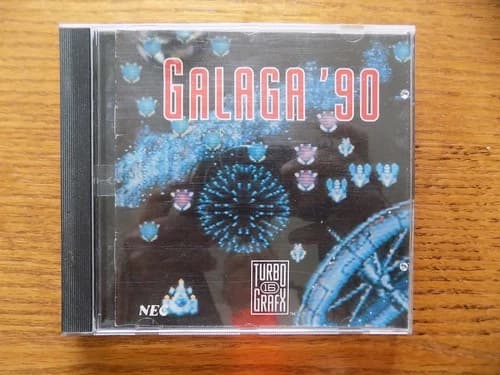 GALAGA '90
TURBO
16
GRAFX
NEC